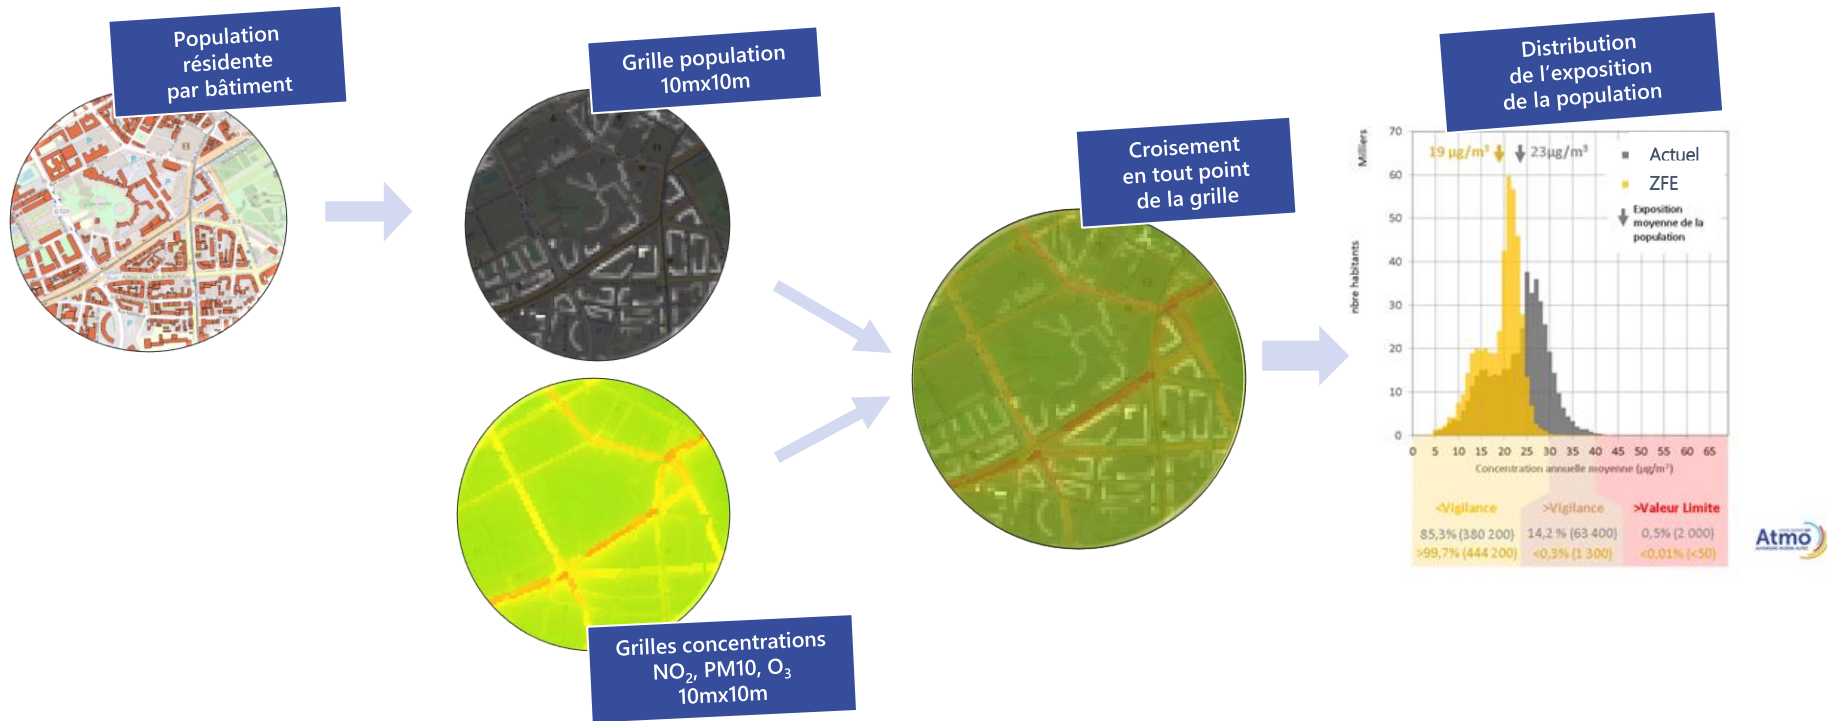 Population
résidente
par bâtiment
Grille population
10mx10m
Grilles concentrations
NO₂, PM10, O₃
10mx10m
Croisement
en tout point
de la grille
Distribution
de l'exposition
de la population
Milliers
nbre habitants
70
60
50
40
30
20
10
0
19 µg/m³
23µg/m³
Actuel
ZFE
Exposition
moyenne de la
population
0 5 10 15 20 25 30 35 40 45 50 55 60 65
Concentration annuelle moyenne (µg/m³)
<Vigilance >Vigilance >Valeur Limite
85,3% (380 200) 14,2 % (63 400) 0,5% (2 000)
>99,7% (444 200) <0,3% (1 300) <0,01% (<50)
Atmo
AUVERGNE-RHÔNE-ALPES